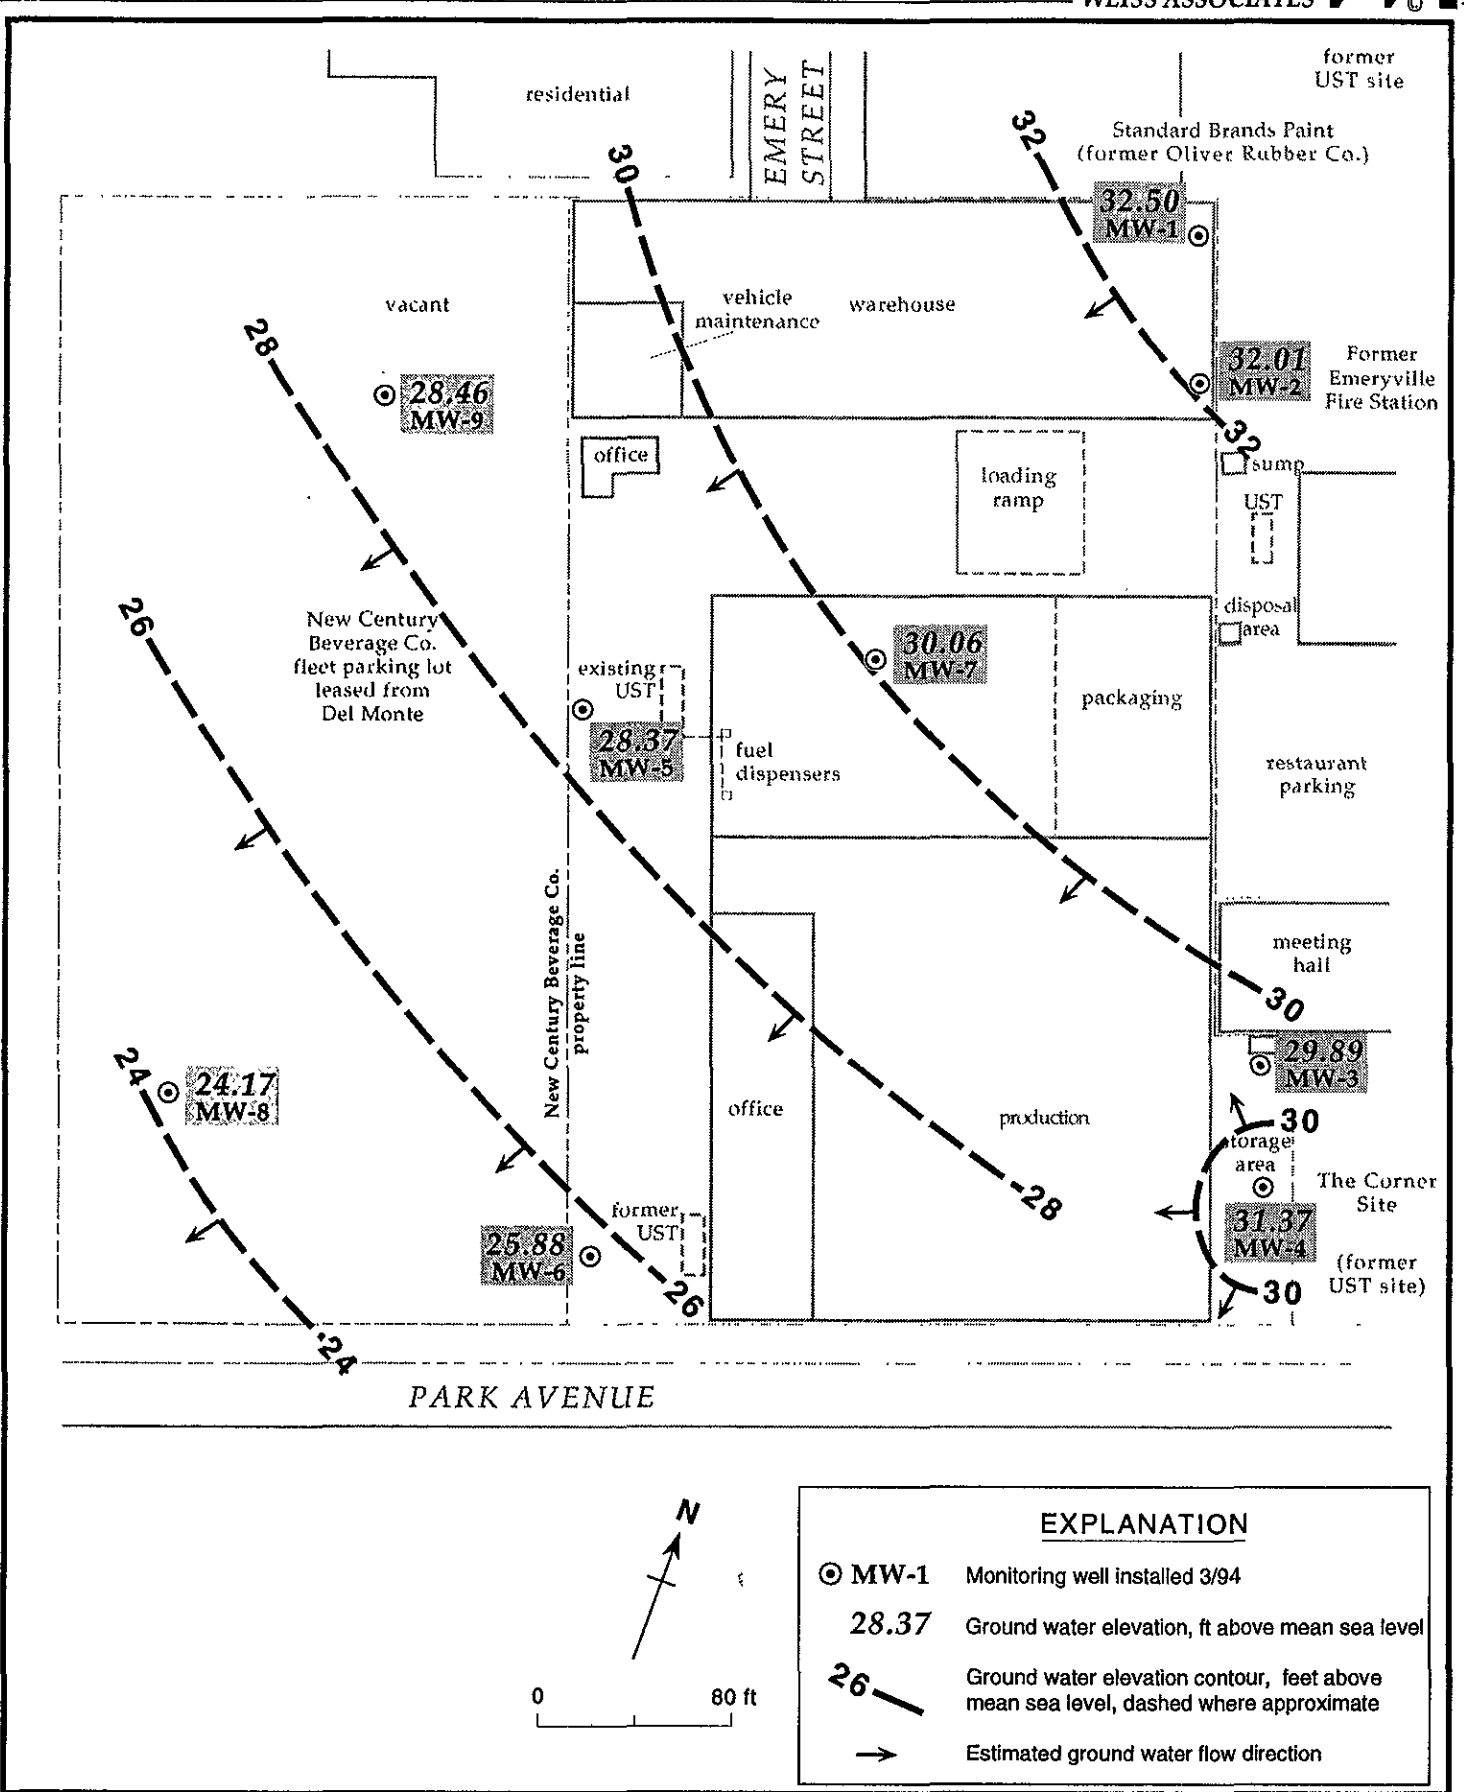 WEISS ASSOCIATES
former
UST site
residential
EMERY
STREET
32
Standard Brands Paint
(former Oliver Rubber Co.)
30
32.50
MW-1
vacant
vehicle
maintenance
warehouse
28
32.01
MW-2
Former
Emeryville
Fire Station
28.46
MW-9
32
office
sump
loading
ramp
UST
26
New Century
Beverage Co.
fleet parking lot
leased from
Del Monte
disposal
area
30.06
MW-7
existing
UST
packaging
28.37
MW-5
fuel
dispensers
restaurant
parking
New Century Beverage Co.
property line
meeting
hall
30
24
29.89
MW-3
24.17
MW-8
office
production
30
storage
area
The Corner
Site
28
former
UST
31.37
MW-4
25.88
MW-6
(former
UST site)
26
30
24
PARK AVENUE
N
EXPLANATION
MW-1 Monitoring well installed 3/94
28.37 Ground water elevation, ft above mean sea level
26 Ground water elevation contour, feet above
mean sea level, dashed where approximate
Estimated ground water flow direction
0 80 ft